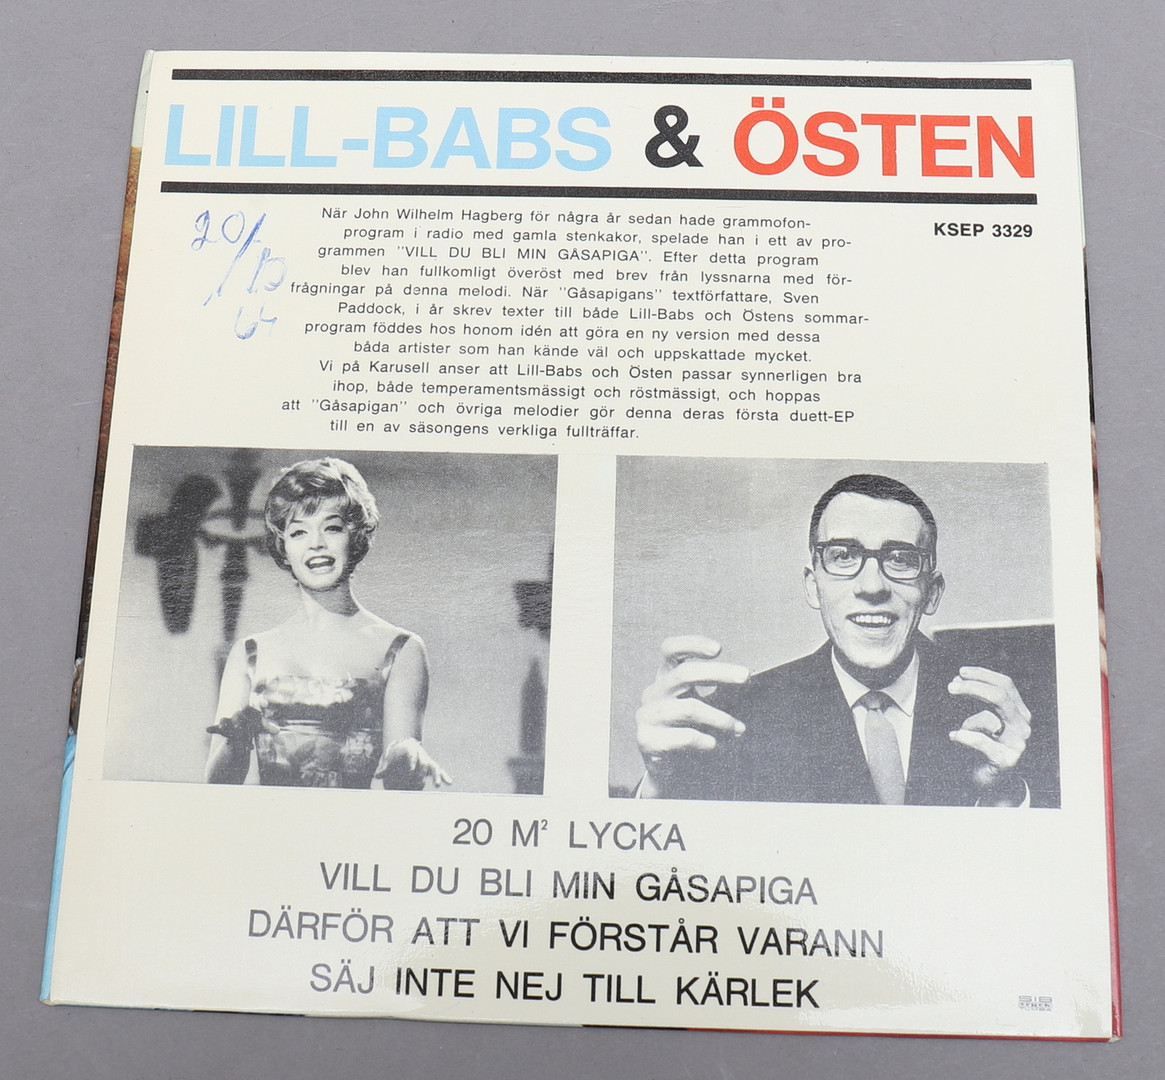 LILL-BABS & ÖSTEN
KSEP 3329
20/
64
När John Wilhelm Hagberg för några år sedan hade grammofon-
program i radio med gamla stenkakor, spelade han i ett av pro-
grammen "VILL DU BLI MIN GÅSAPIGA". Efter detta program
blev han fullkomligt överöst med brev från lyssnarna med för-
frågningar på denna melodi. När "Gåsapigans" textförfattare, Sven
Paddock, i år skrev texter till både Lill-Babs och Östens sommar-
program föddes hos honom idén att göra en ny version med dessa
båda artister som han kände väl och uppskattade mycket.
Vi på Karusell anser att Lill-Babs och Östen passar synnerligen bra
ihop, både temperamentsmässigt och röstmässigt, och hoppas
att "Gåsapigan" och övriga melodier gör denna deras första duett-EP
till en av säsongens verkliga fullträffar.
20 M² LYCKA
VILL DU BLI MIN GÅSAPIGA
DÄRFÖR ATT VI FÖRSTÅR VARANN
SÄJ INTE NEJ TILL KÄRLEK